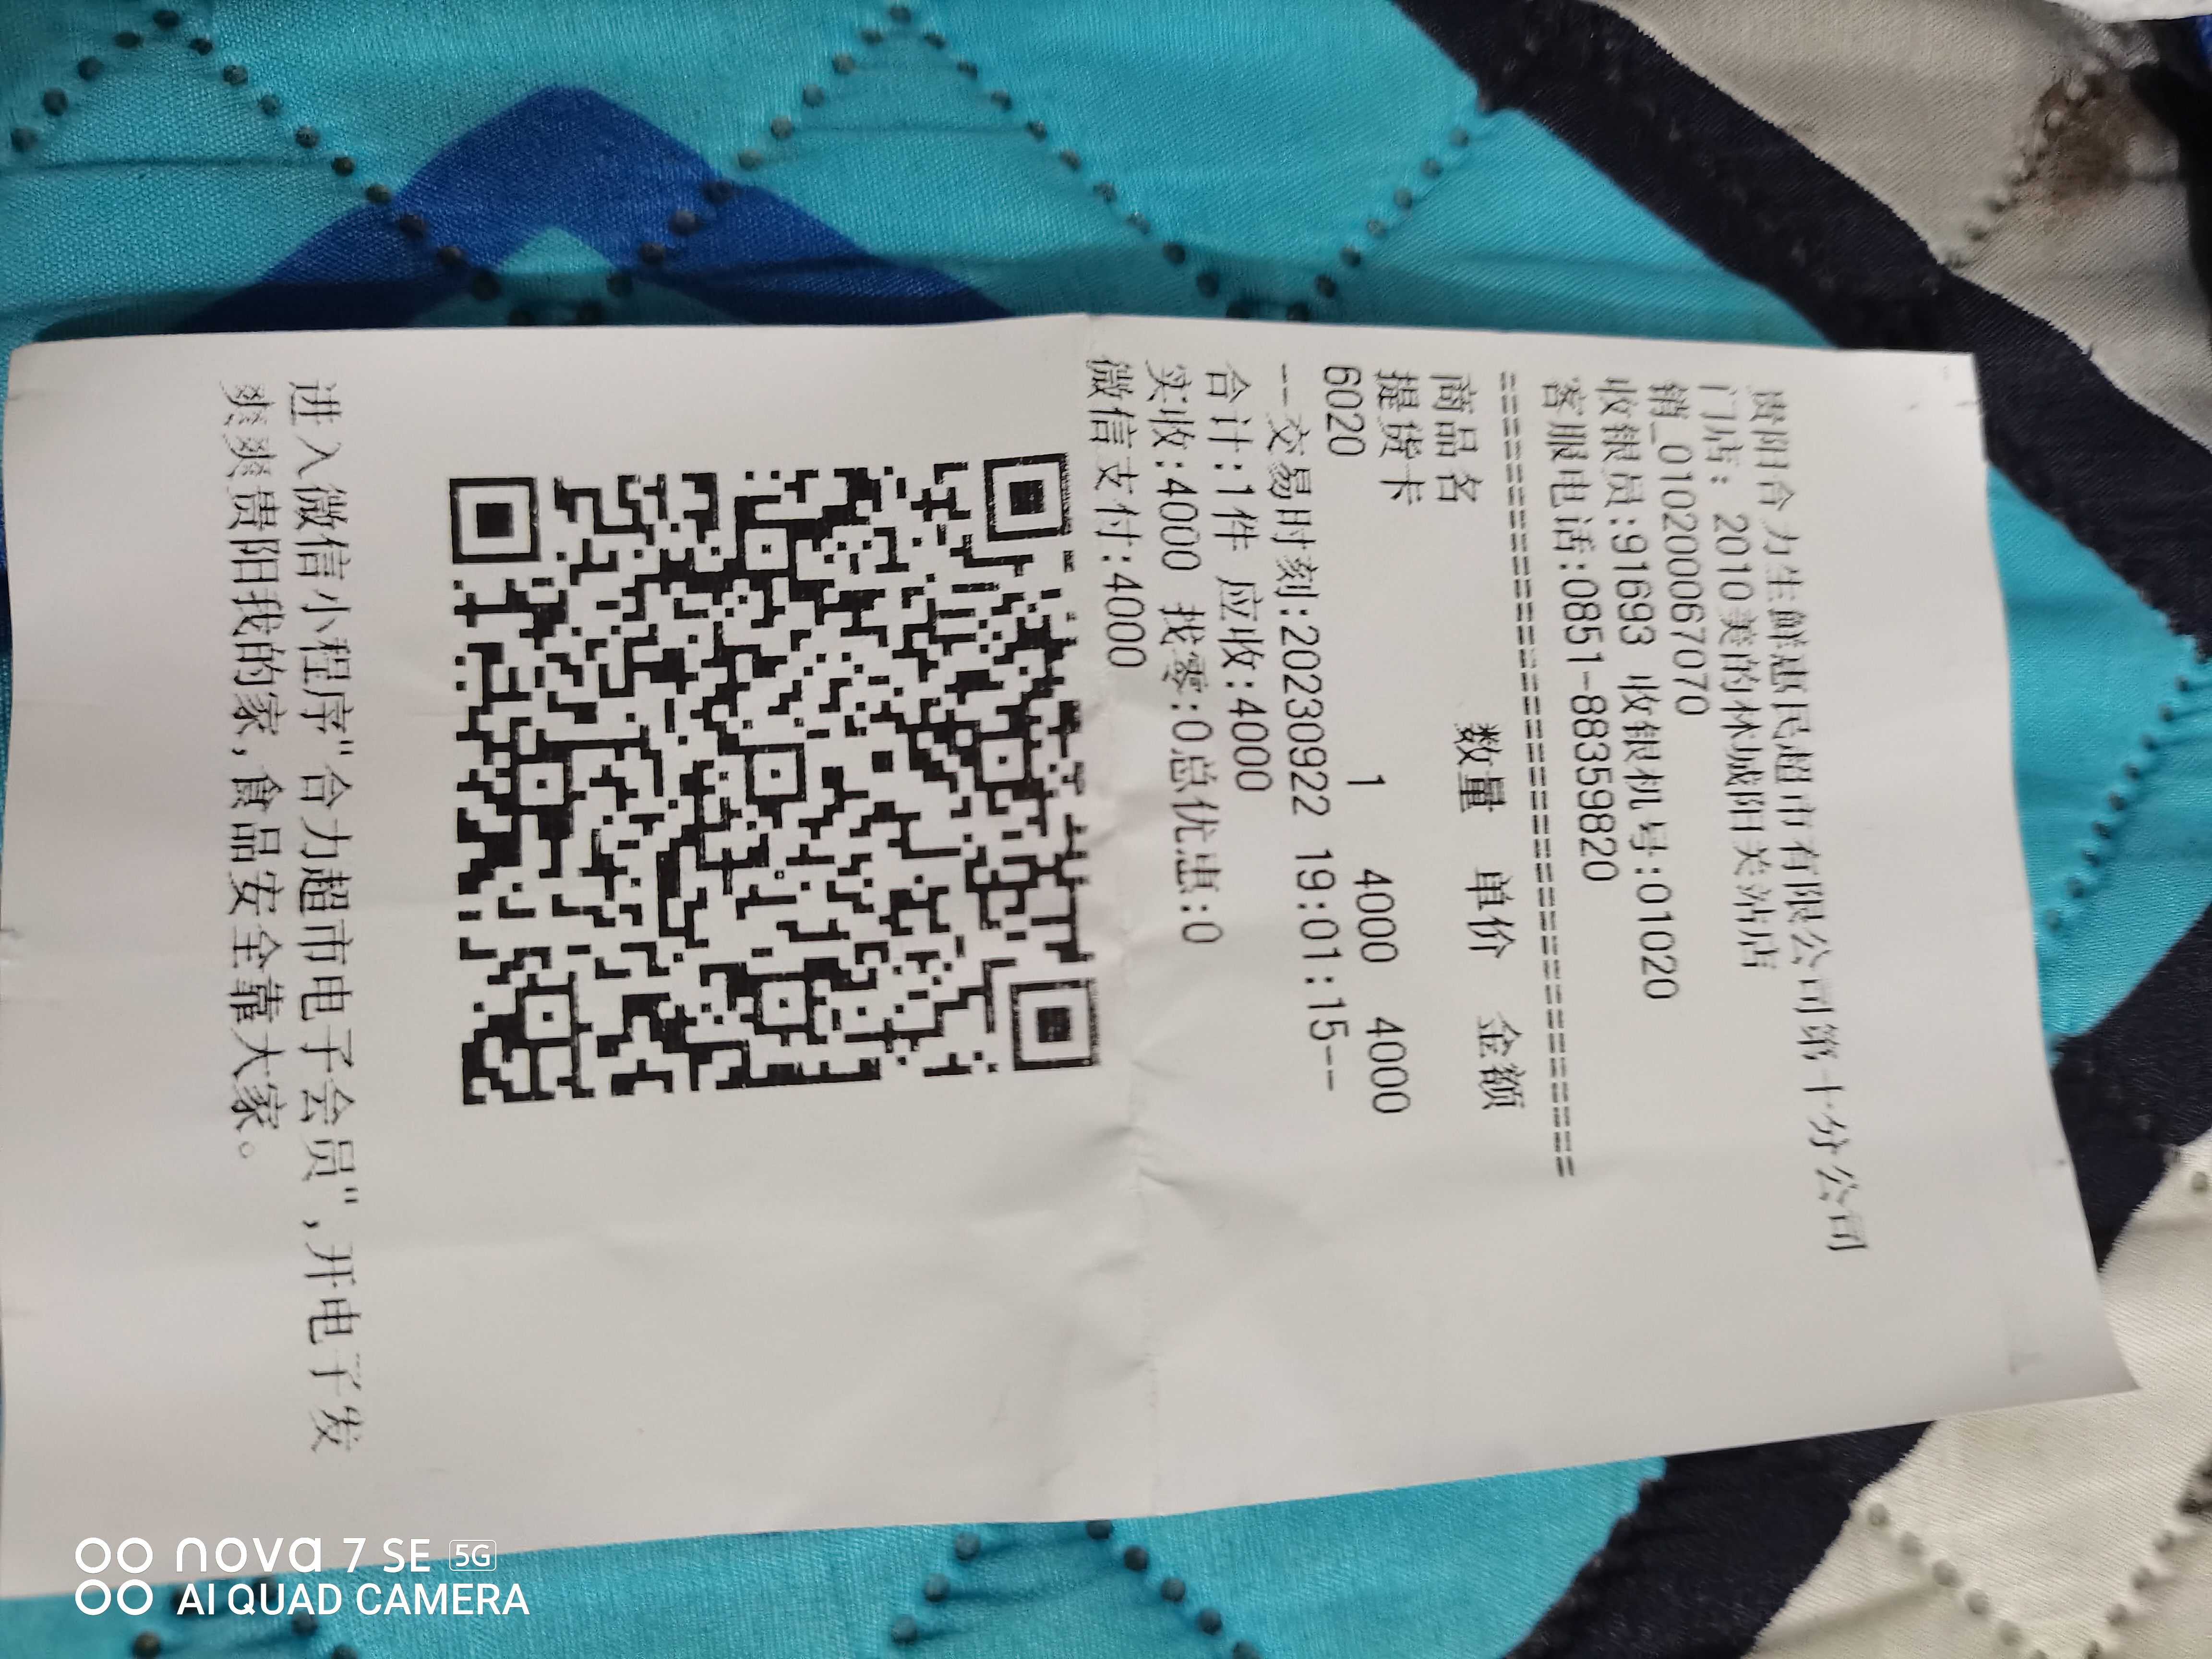 贵阳合力生鲜惠民超市有限公司第十分公司
门店: 2010美的林城阳关站店
销_0102000067070
收银员:91693 收银机号:01020
客服电话:0851-88359820
================================
商品名 数量 单价 金额
提货卡
6020 1 4000 4000
--交易时刻:20230922 19:01:15--
合计:1件 应收:4000
实收:4000 找零:0总优惠:0
微信支付:4000
进入微信小程序"合力超市电子会员",开电子发
爽爽贵阳我的家,食品安全靠大家。
nova 7 SE 5G
AI QUAD CAMERA